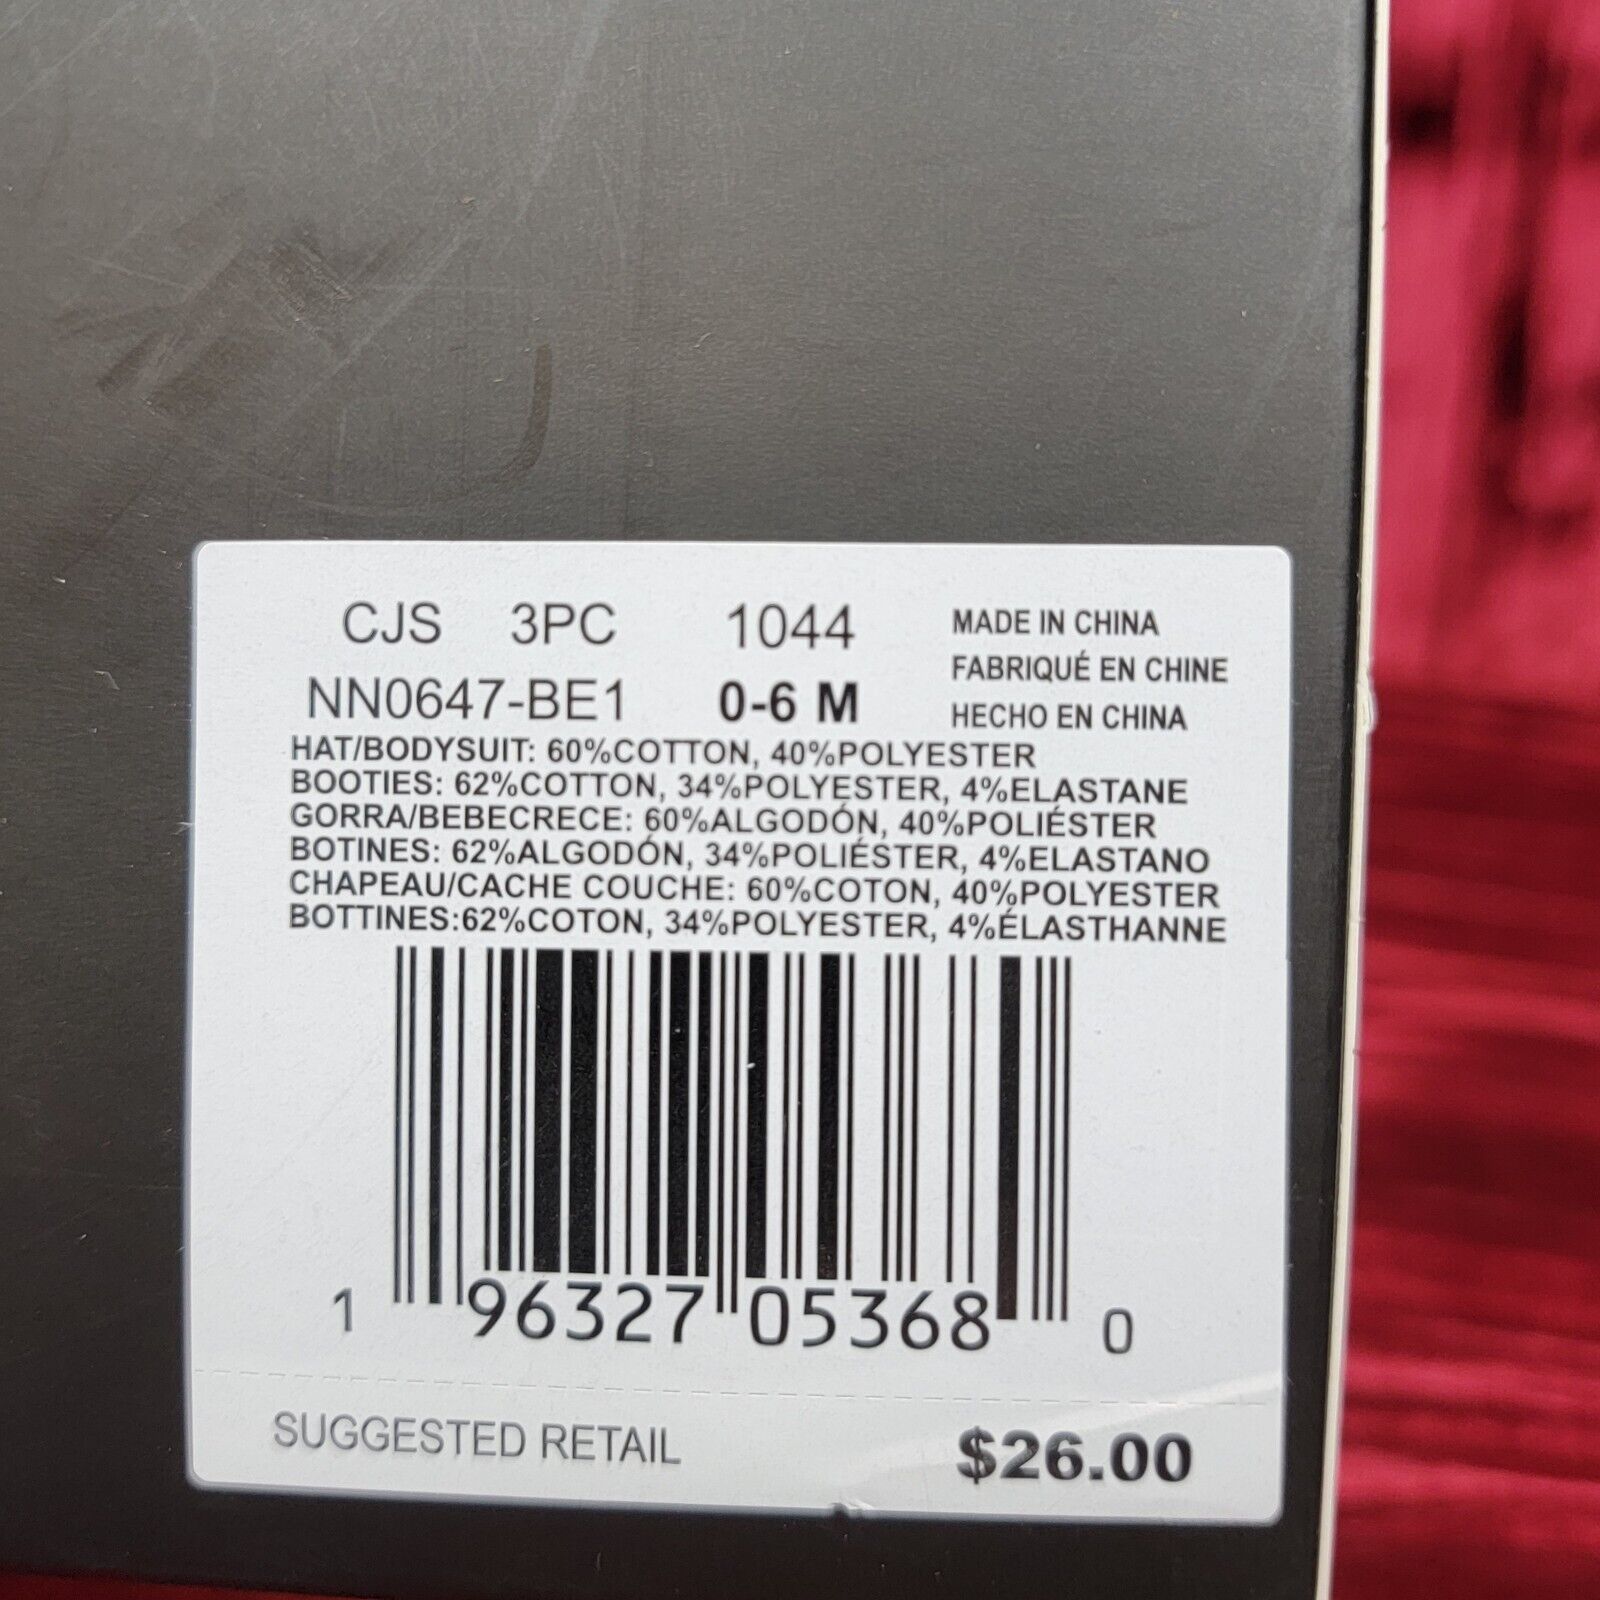 CJS 3PC 1044
NN0647-BE1 0-6 M
MADE IN CHINA
FABRIQUÉ EN CHINE
HECHO EN CHINA
HAT/BODYSUIT: 60%COTTON, 40%POLYESTER
BOOTIES: 62%COTTON, 34%POLYESTER, 4%ELASTANE
GORRA/BEBECRECE: 60%ALGODÓN, 40%POLIÉSTER
BOTINES: 62%ALGODÓN, 34%POLIÉSTER, 4%ELASTANO
CHAPEAU/CACHE COUCHE: 60%COTON, 40%POLYESTER
BOTTINES:62%COTON, 34%POLYESTER, 4%ÉLASTHANNE
1 96327 05368 0
SUGGESTED RETAIL $26.00